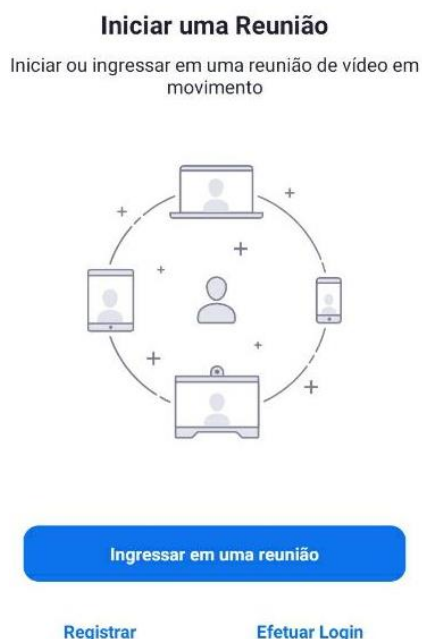 Iniciar uma Reunião
Iniciar ou ingressar em uma reunião de vídeo em
movimento
Ingressar em uma reunião
Registrar
Efetuar Login